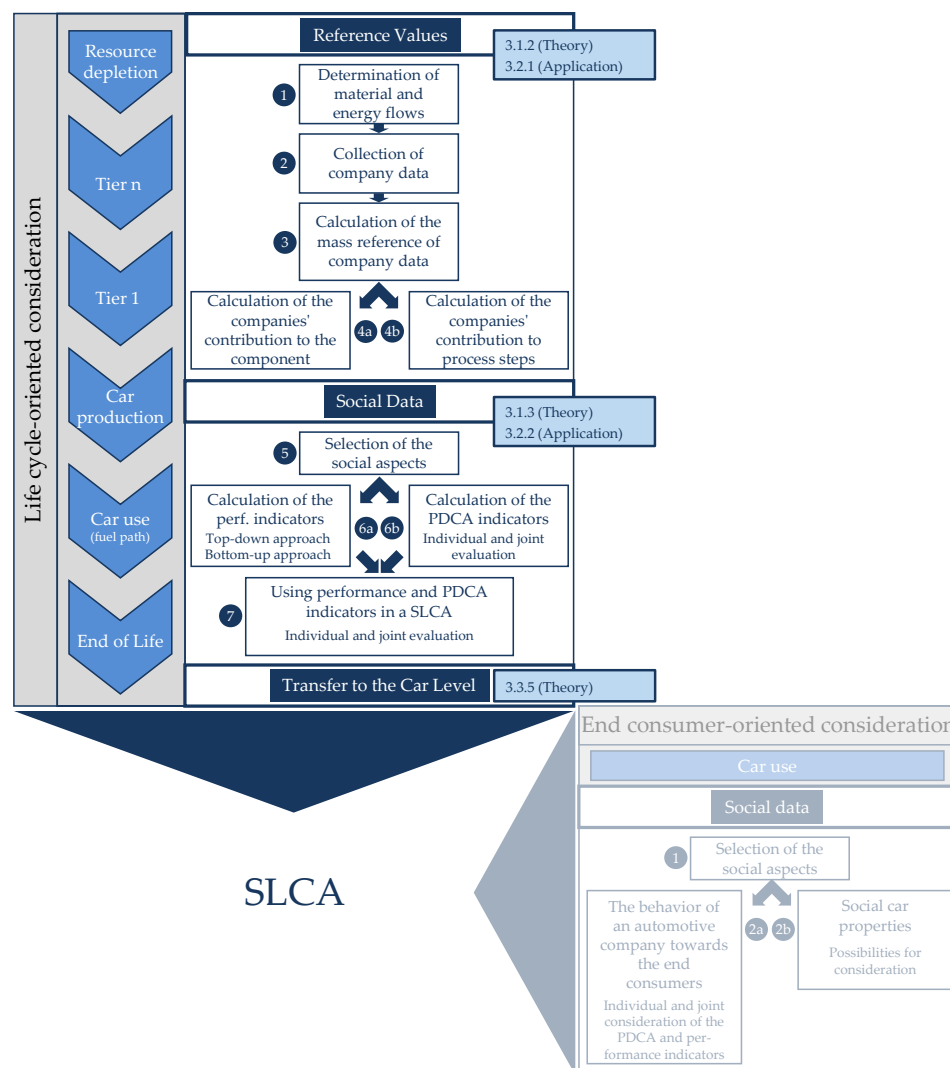 Life cycle-oriented consideration
Resource
depletion
Tier n
Tier 1
Car
production
Car use
(fuel path)
End of Life
Reference Values
3.1.2 (Theory)
3.2.1 (Application)
1
Determination of
material and
energy flows
2
Collection of
company data
3
Calculation of the
mass reference of
company data
Calculation of the
companies'
contribution to the
component
4a
4b
Calculation of the
companies'
contribution to
process steps
Social Data
3.1.3 (Theory)
3.2.2 (Application)
5
Selection of the
social aspects
Calculation of the
perf. indicators
Top-down approach
Bottom-up approach
6a
6b
Calculation of the
PDCA indicators
Individual and joint
evaluation
7
Using performance and PDCA
indicators in a SLCA
Individual and joint evaluation
Transfer to the Car Level
3.3.5 (Theory)
SLCA
End consumer-oriented consideration
Car use
Social data
1
Selection of the
social aspects
The behavior of
an automotive
company towards
the end
consumers
Individual and joint
consideration of the
PDCA and per-
formance indicators
2a
2b
Social car
properties
Possibilities for
consideration